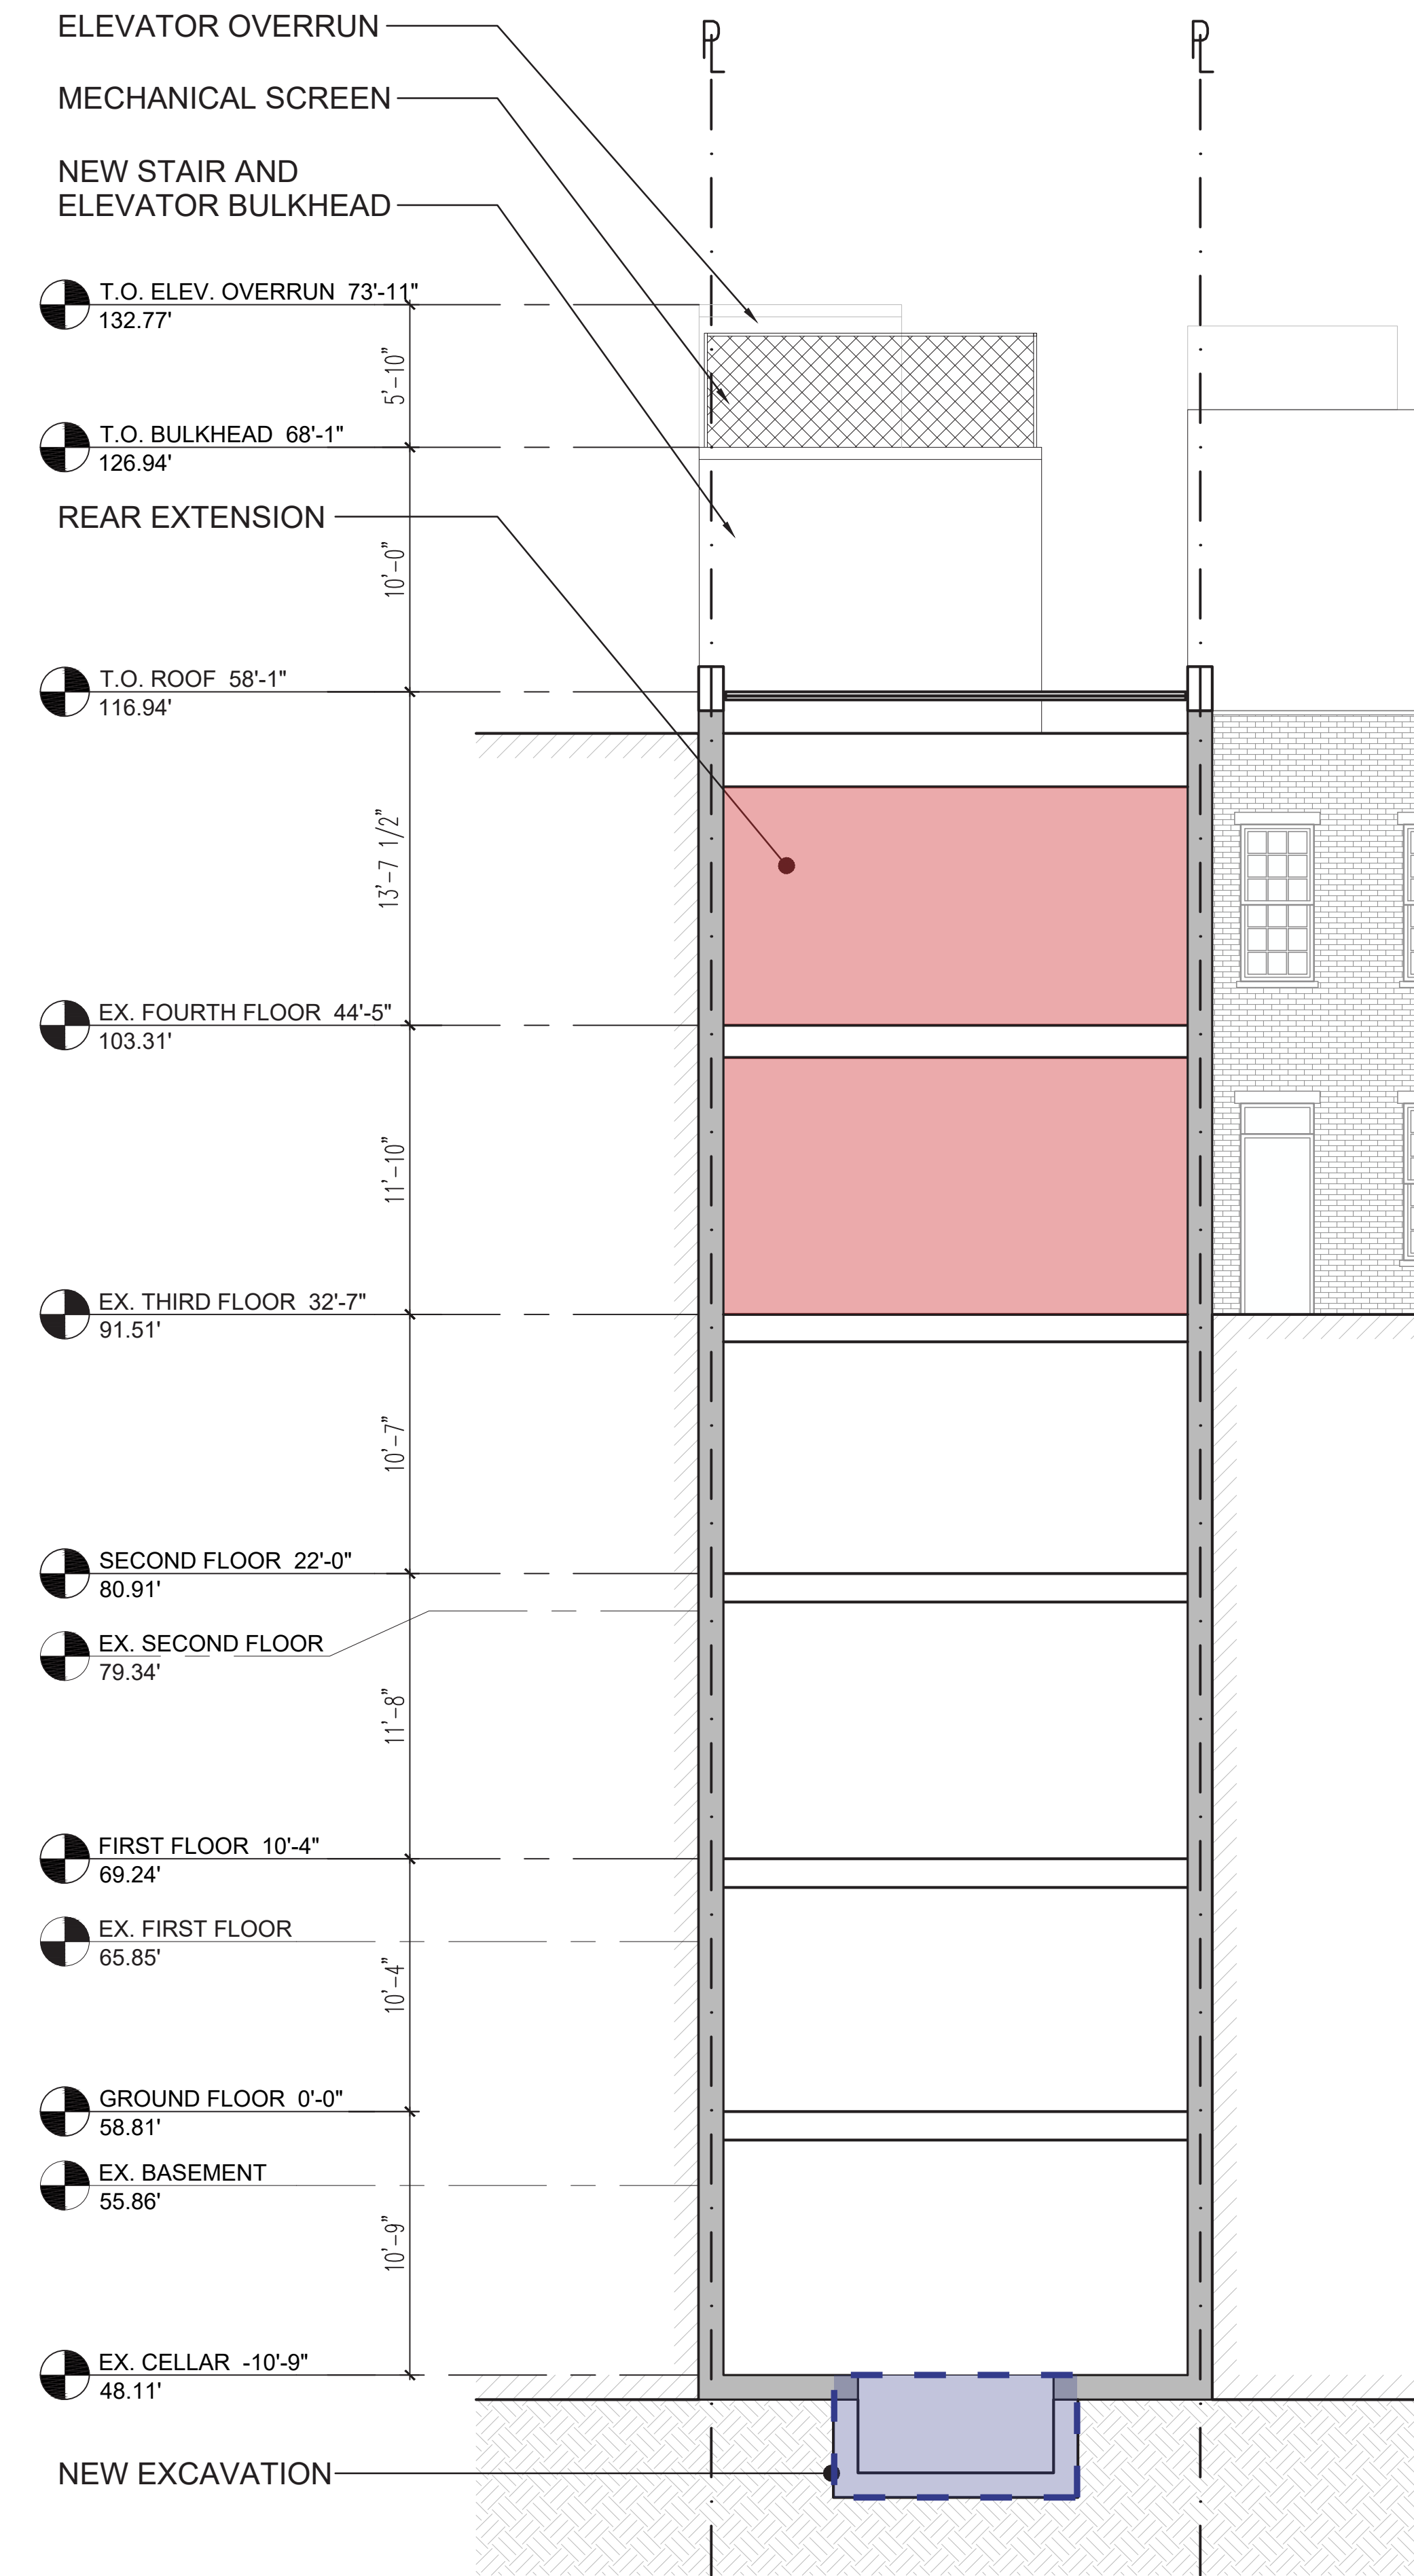 ELEVATOR OVERRUN
PL
PL
MECHANICAL SCREEN
NEW STAIR AND
ELEVATOR BULKHEAD
T.O. ELEV. OVERRUN 73'-11"
132.77'
5'-10"
T.O. BULKHEAD 68'-1"
126.94'
REAR EXTENSION
10'-0"
T.O. ROOF 58'-1"
116.94'
13'-7 1/2"
EX. FOURTH FLOOR 44'-5"
103.31'
11'-10"
EX. THIRD FLOOR 32'-7"
91.51'
10'-7"
SECOND FLOOR 22'-0"
80.91'
EX. SECOND FLOOR
79.34'
11'-8"
FIRST FLOOR 10'-4"
69.24'
EX. FIRST FLOOR
65.85'
10'-4"
GROUND FLOOR 0'-0"
58.81'
EX. BASEMENT
55.86'
10'-9"
EX. CELLAR -10'-9"
48.11'
NEW EXCAVATION